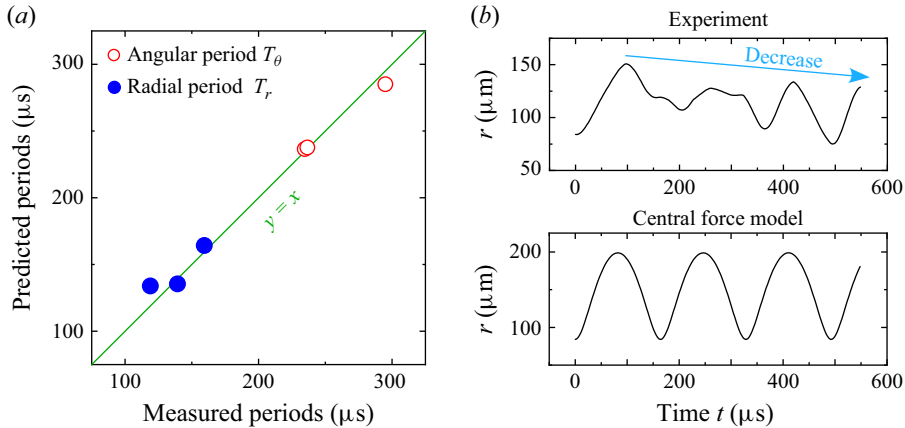 (a)
300
200
100
Predicted periods (μs)
Angular period Tθ
Radial period Tr
y = x
100
200
300
Measured periods (μs)
(b)
Experiment
150
100
50
r (μm)
Decrease
0
200
400
600
Central force model
200
100
r (μm)
0
200
400
600
Time t (μs)